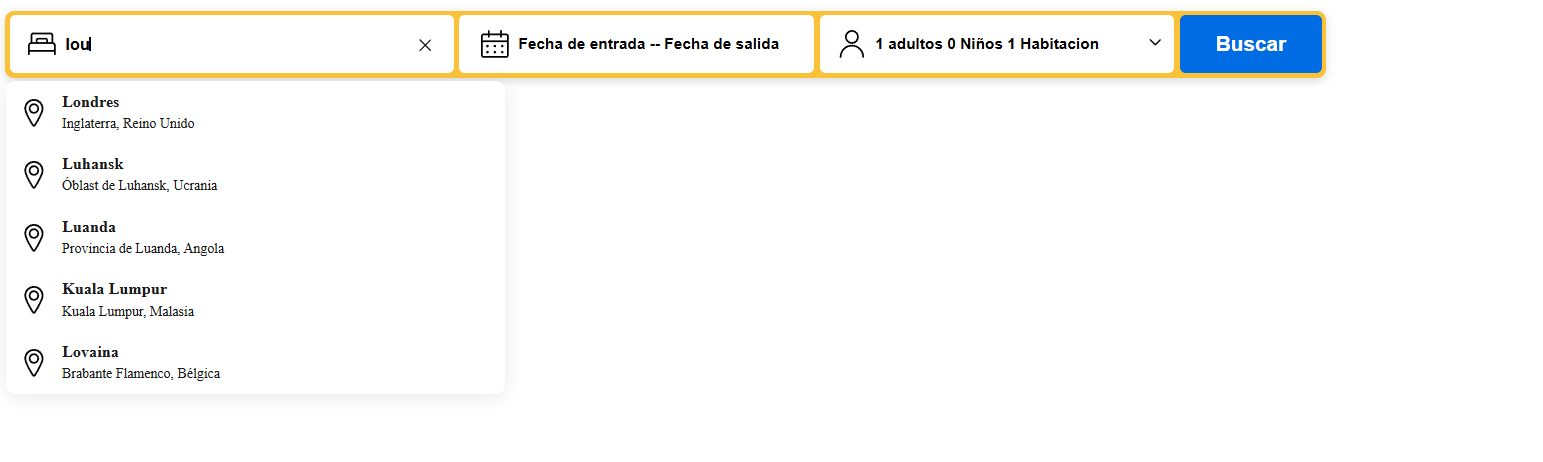 lou
Fecha de entrada -- Fecha de salida
1 adultos 0 Niños 1 Habitacion
Buscar
Londres
Inglaterra, Reino Unido
Luhansk
Óblast de Luhansk, Ucrania
Luanda
Provincia de Luanda, Angola
Kuala Lumpur
Kuala Lumpur, Malasia
Lovaina
Brabante Flamenco, Bélgica